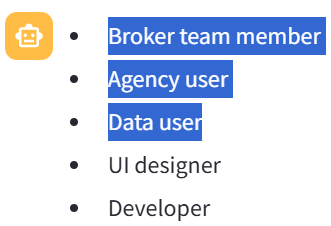 Broker team member
Agency user
Data user
UI designer
Developer